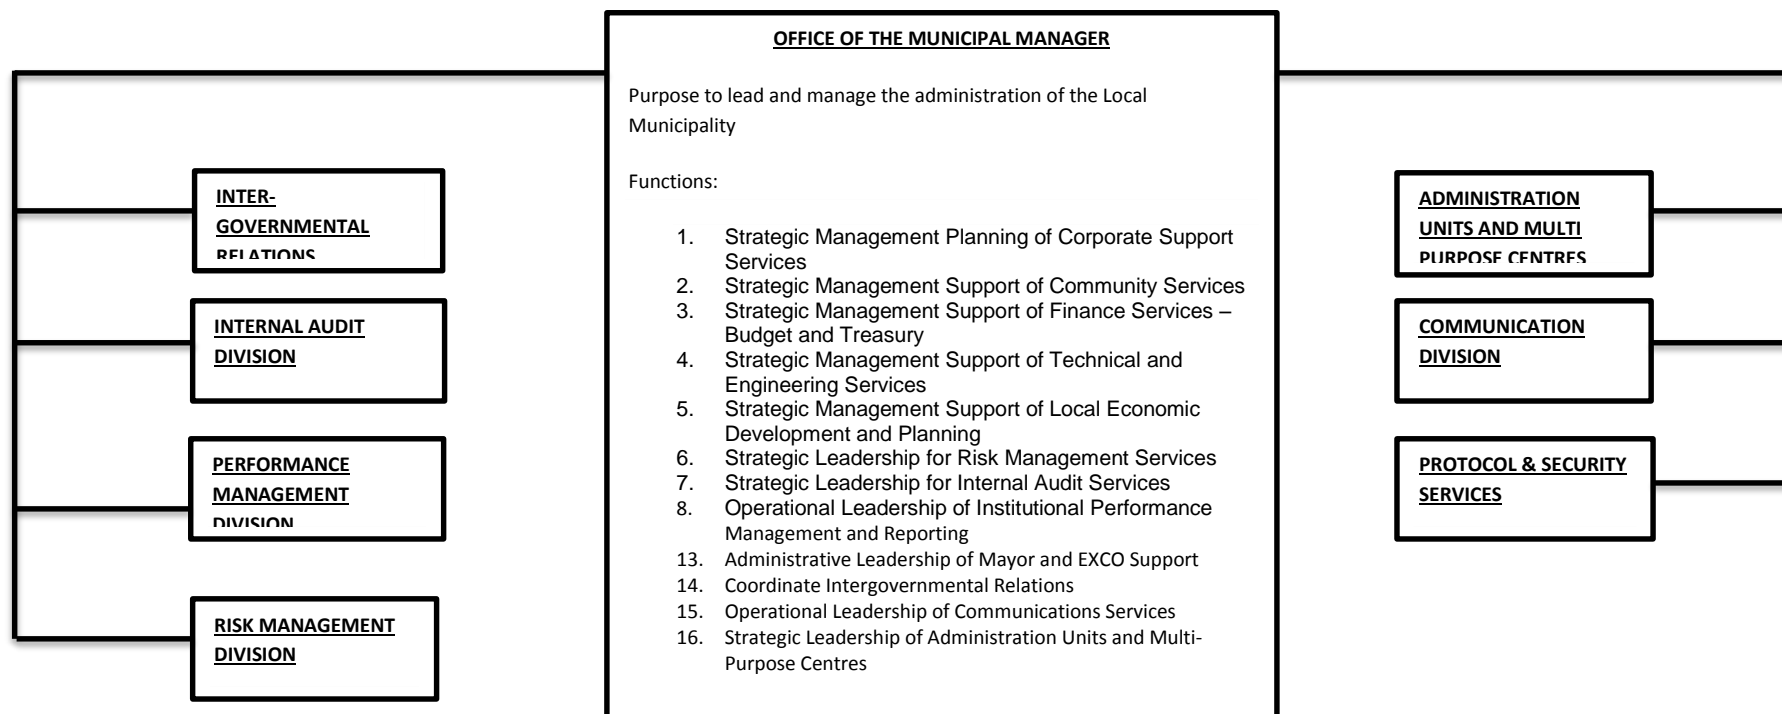 OFFICE OF THE MUNICIPAL MANAGER
Purpose to lead and manage the administration of the Local
Municipality
Functions:
1. Strategic Management Planning of Corporate Support
Services
2. Strategic Management Support of Community Services
3. Strategic Management Support of Finance Services –
Budget and Treasury
4. Strategic Management Support of Technical and
Engineering Services
5. Strategic Management Support of Local Economic
Development and Planning
6. Strategic Leadership for Risk Management Services
7. Strategic Leadership for Internal Audit Services
8. Operational Leadership of Institutional Performance
Management and Reporting
13. Administrative Leadership of Mayor and EXCO Support
14. Coordinate Intergovernmental Relations
15. Operational Leadership of Communications Services
16. Strategic Leadership of Administration Units and Multi-
Purpose Centres
INTER-
GOVERNMENTAL
RELATIONS
INTERNAL AUDIT
DIVISION
PERFORMANCE
MANAGEMENT
DIVISION
RISK MANAGEMENT
DIVISION
ADMINISTRATION
UNITS AND MULTI
PURPOSE CENTRES
COMMUNICATION
DIVISION
PROTOCOL & SECURITY
SERVICES